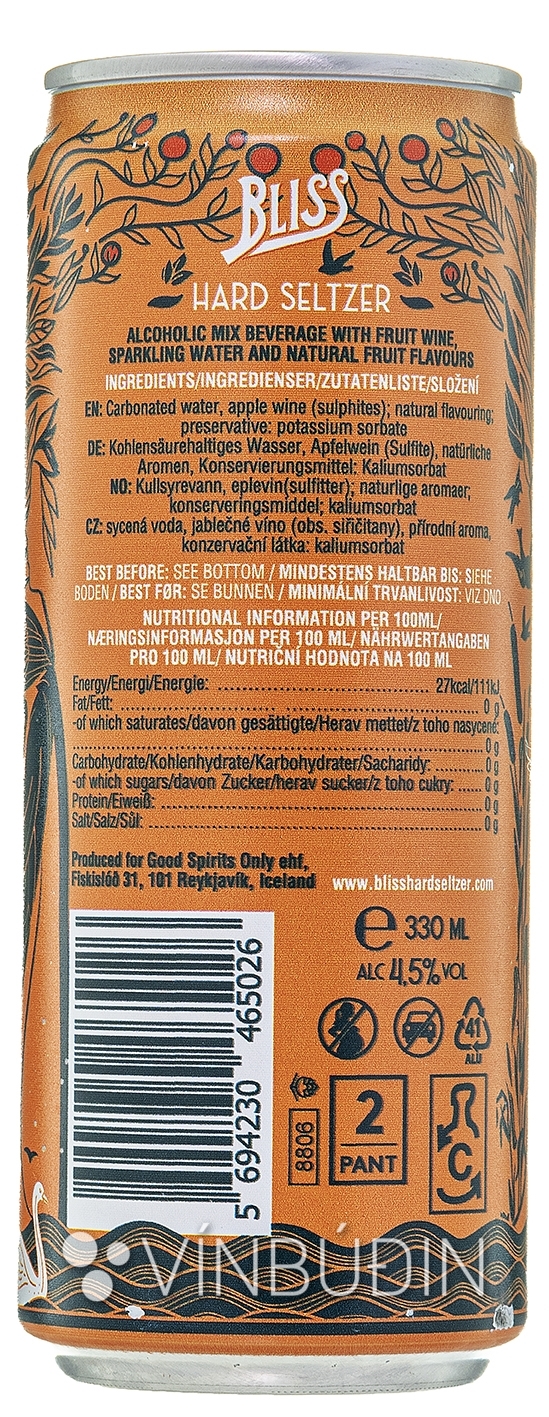 BLISS
HARD SELTZER
ALCOHOLIC MIX BEVERAGE WITH FRUIT WINE,
SPARKLING WATER AND NATURAL FRUIT FLAVOURS
INGREDIENTS/INGREDIENSER/ZUTATENLISTE/SLOŽENÍ
EN: Carbonated water, apple wine (sulphites); natural flavouring;
preservative: potassium sorbate
DE: Kohlensäurehaltiges Wasser, Apfelwein (Sulfite), natürliche
Aromen, Konservierungsmittel: Kaliumsorbat
NO: Kullsyrevann, eplevin(sulfitter); naturlige aromaer;
konserveringsmiddel; kaliumsorbat
CZ: sycená voda, jablečné víno (obs. siřičitany), přírodní aroma,
konzervační látka: kaliumsorbat
BEST BEFORE: SEE BOTTOM / MINDESTENS HALTBAR BIS: SIEHE
BODEN / BEST FØR: SE BUNNEN / MINIMÁLNÍ TRVANLIVOST: VIZ DNO
NUTRITIONAL INFORMATION PER 100ML/
NÆRINGSINFORMASJON PER 100 ML/ NÄHRWERTANGABEN
PRO 100 ML/ NUTRIČNÍ HODNOTA NA 100 ML
Energy/Energi/Energie: 27kcal/111kJ
Fat/Fett: 0 g
-of which saturates/davon gesättigte/Herav mettet/z toho nasycené:
0 g
Carbohydrate/Kohlenhydrate/Karbohydrater/Sacharidy: 0 g
-of which sugars/davon Zucker/herav sucker/z toho cukry: 0 g
Protein/Eiweiß: 0 g
Salt/Salz/Sůl: 0 g
Produced for Good Spirits Only ehf,
Fiskislóð 31, 101 Reykjavík, Iceland
www.blisshardseltzer.com
e 330 ML
ALC 4,5% VOL
41
ALU
5 694230 465026
8806
2
PANT
C
VÍNBÚÐIN